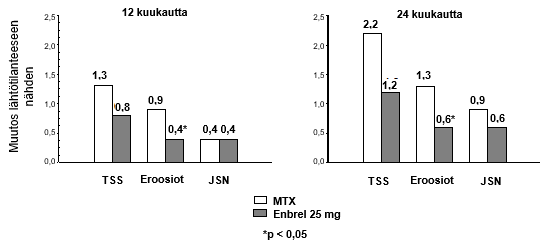 12 kuukautta
24 kuukautta
Muutos lähtötilanteeseen
nähden
2,5
2,0
1,5
1,0
0,5
0,0
1,3
0,8
0,9
0,4*
0,4 0,4
TSS Eroosiot JSN
2,5
2,0
1,5
1,0
0,5
0,0
2,2
1,2
1,3
0,6*
0,9
0,6
TSS Eroosiot JSN
MTX
Enbrel 25 mg
*p < 0,05